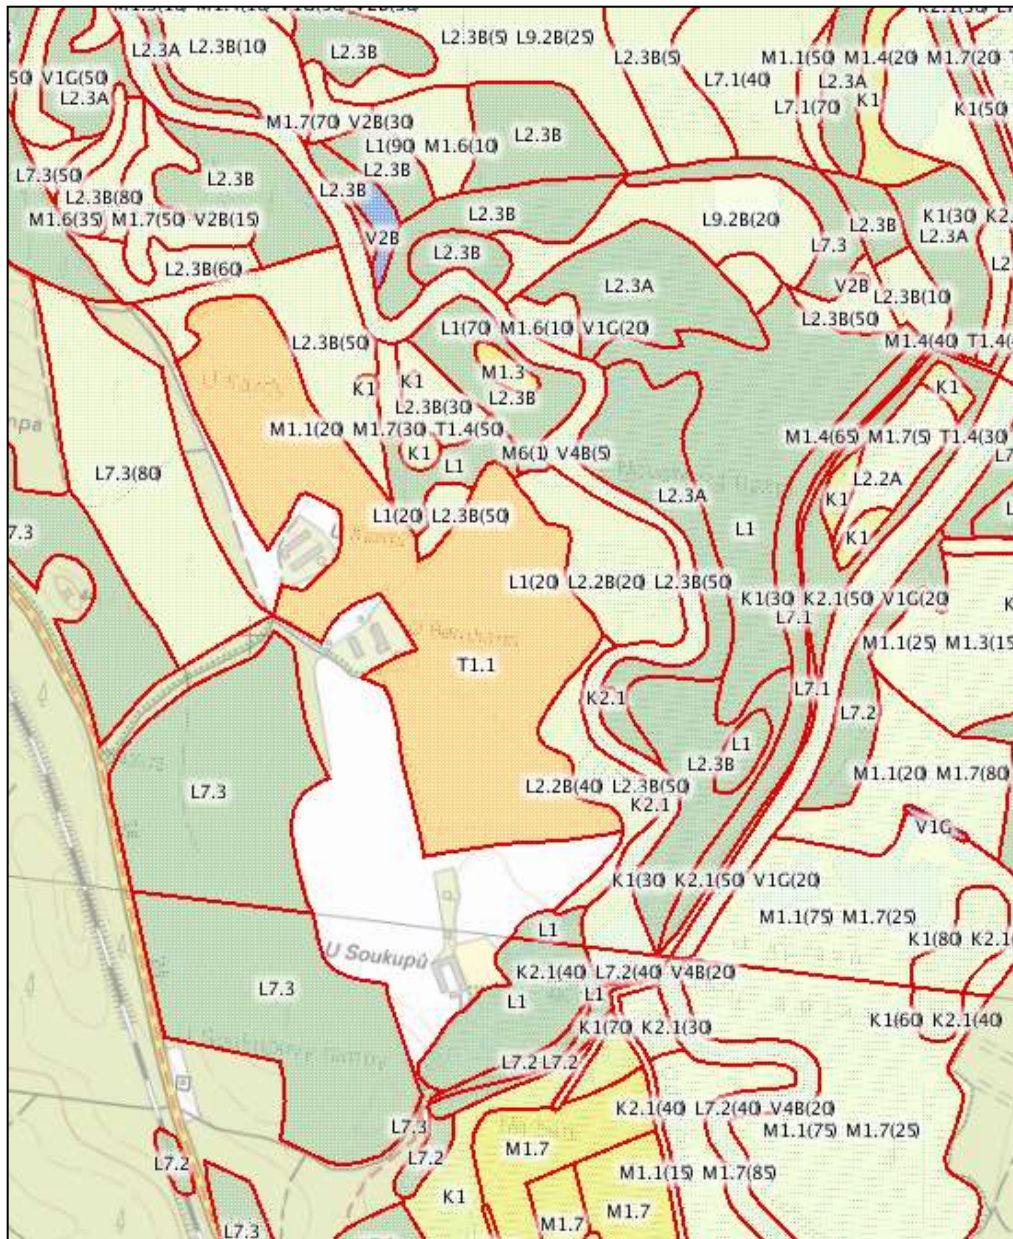 L2.3A
L2.3B(10)
L2.3B
L2.3B(5) L9.2B(25)
L2.3B(5)
M1.1(50) M1.4(20) M1.7(20)
L7.1(40)
L2.3A
V1G(50)
L2.3A
L7.1(70)
K1
K1(50)
M1.7(70) V2B(30)
L1(90) M1.6(10)
L2.3B
L2.3B
L7.3(50)
L2.3B
L2.3B
L2.3B(80)
M1.6(35) M1.7(50) V2B(15)
L2.3B
L9.2B(20)
L2.3B
K1(30)
L2.3A
V2B
L2.3B
L7.3
L2.3B(60)
L2.3A
V2B
L2.3B(10)
L2.3B(50)
L1(70) M1.6(10) V1G(20)
L2.3B(50)
M1.4(40)
M1.3
L2.3B
K1
K1
K1
L2.3B(30)
M1.1(20) M1.7(30) T1.4(50)
M1.4(65) M1.7(5) T1.4(30)
K1
L1
M6(1) V4B(5)
L7.3(80)
L2.2A
L2.3A
K1
L1(20) L2.3B(50)
L1
K1
7.3
L1(20) L2.2B(20) L2.3B(50)
K1(30) K2.1(50) V1G(20)
L7.1
M1.1(25) M1.3(15
T1.1
K2.1
L7.1
L7.2
L1
L2.3B
M1.1(20) M1.7(80)
L7.3
L2.2B(40) L2.3B(50)
K2.1
V1G
K1(30) K2.1(50) V1G(20)
M1.1(75) M1.7(25)
L1
K1(80)
U Soukupů
K2.1(40) L7.2(40) V4B(20)
L7.3
L1
L1
K1(70) K2.1(30)
K1(60) K2.1(40)
L7.2 L7.2
L7.3
K2.1(40) L7.2(40) V4B(20)
M1.1(75) M1.7(25)
L7.2
L7.2
M1.7
M1.1(15) M1.7(85)
K1
M1.7
M1.7
L7.3